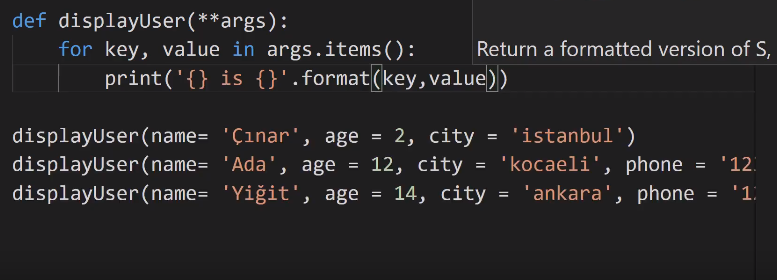 def displayUser(**args):
for key, value in args.items():
Return a formatted version of S,
print('{} is {}'.format(key,value))
displayUser(name= 'Çınar', age = 2, city = 'istanbul')
displayUser(name= 'Ada', age = 12, city = 'kocaeli', phone = '12
displayUser(name= 'Yiğit', age = 14, city = 'ankara', phone = '1